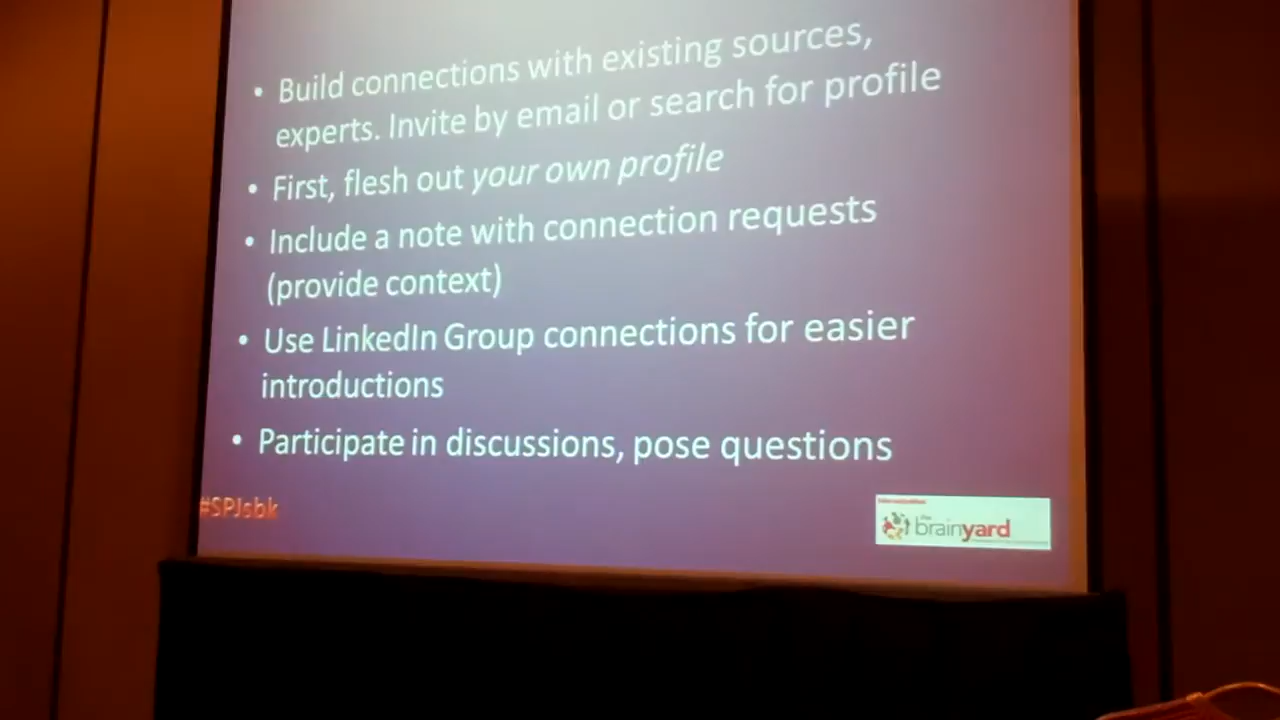 • Build connections with existing sources,
experts. Invite by email or search for profile
• First, flesh out your own profile
• Include a note with connection requests
(provide context)
• Use LinkedIn Group connections for easier
introductions
• Participate in discussions, pose questions
#SPJsbk
the
brainyard